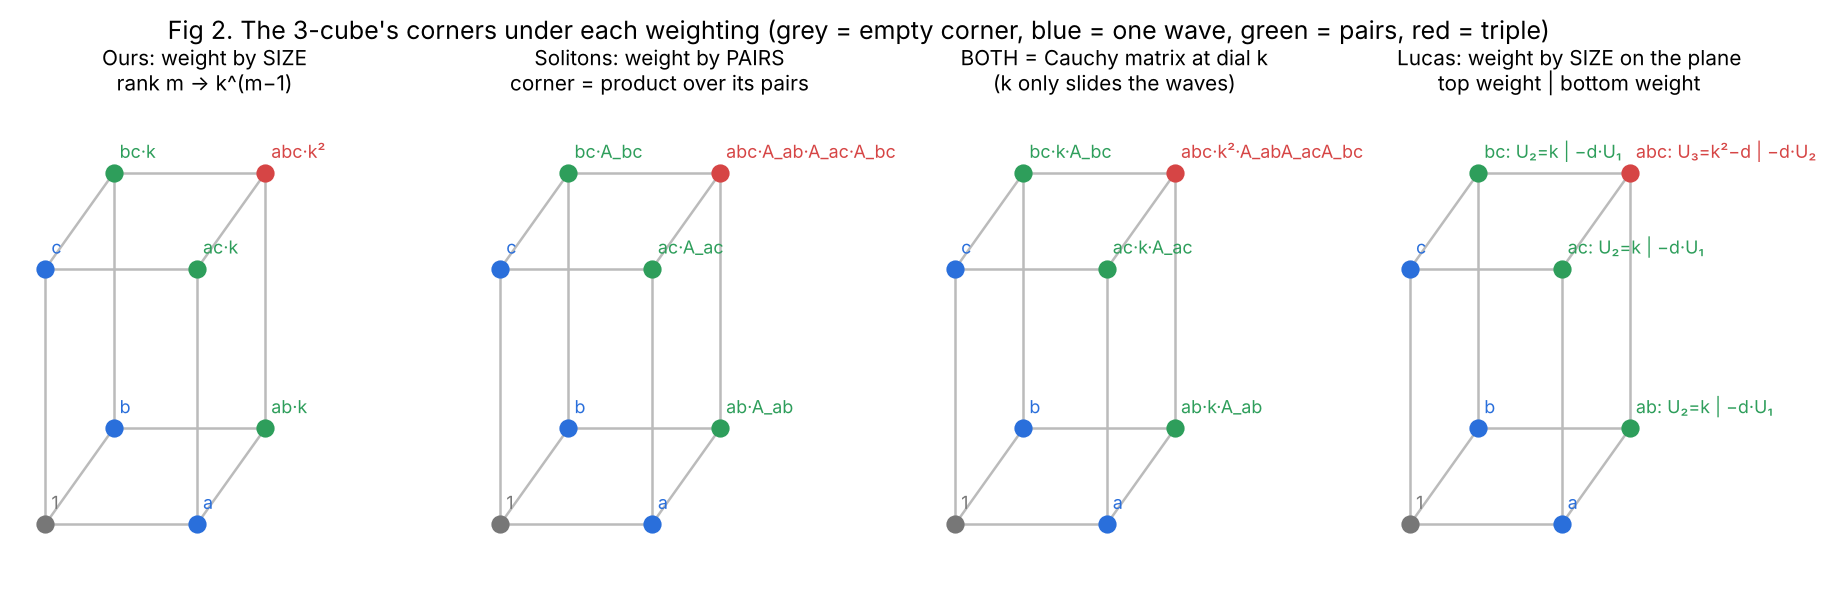 Fig 2. The 3-cube's corners under each weighting (grey = empty corner, blue = one wave, green = pairs, red = triple)
Ours: weight by SIZE
rank m → k^(m−1)
bc·k
abc·k²
c
ac·k
b
ab·k
1
a
Solitons: weight by PAIRS
corner = product over its pairs
bc·A_bc
abc·A_ab·A_ac·A_bc
c
ac·A_ac
b
ab·A_ab
1
a
BOTH = Cauchy matrix at dial k
(k only slides the waves)
bc·k·A_bc
abc·k²·A_abA_acA_bc
c
ac·k·A_ac
b
ab·k·A_ab
1
a
Lucas: weight by SIZE on the plane
top weight | bottom weight
bc: U₂=k | −d·U₁
abc: U₃=k²−d | −d·U₂
c
ac: U₂=k | −d·U₁
b
ab: U₂=k | −d·U₁
1
a